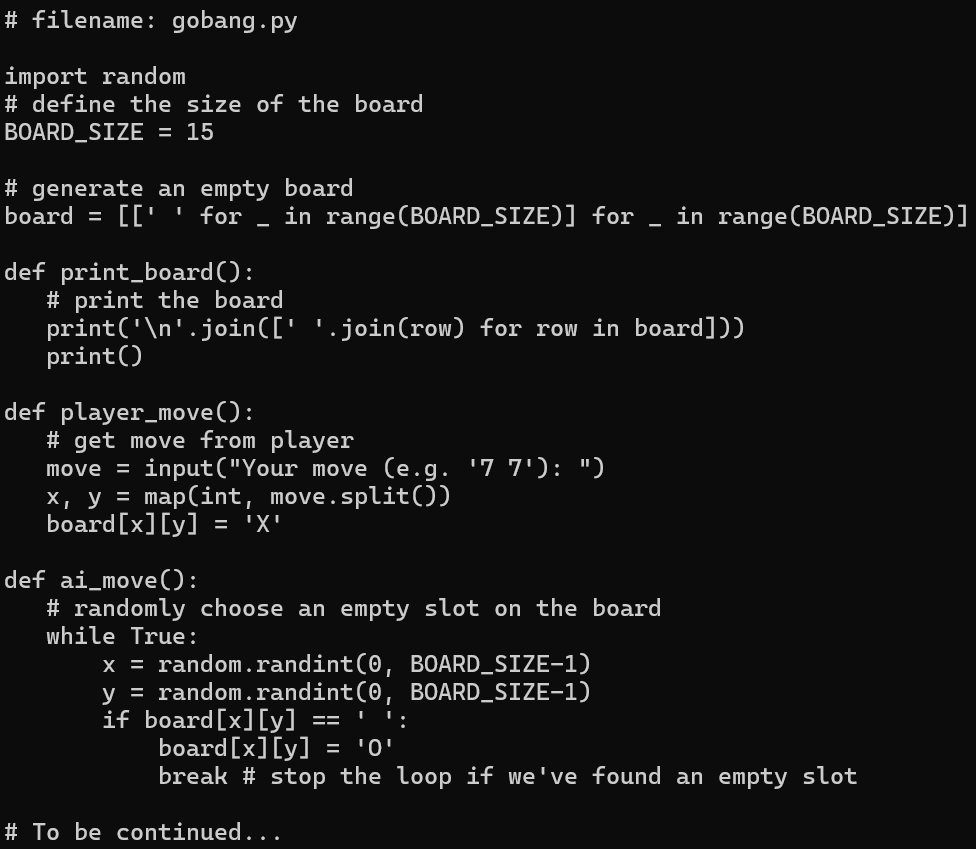 # filename: gobang.py

import random
# define the size of the board
BOARD_SIZE = 15

# generate an empty board
board = [[' ' for _ in range(BOARD_SIZE)] for _ in range(BOARD_SIZE)]

def print_board():
   # print the board
   print('\n'.join([' '.join(row) for row in board]))
   print()

def player_move():
   # get move from player
   move = input("Your move (e.g. '7 7'): ")
   x, y = map(int, move.split())
   board[x][y] = 'X'

def ai_move():
   # randomly choose an empty slot on the board
   while True:
       x = random.randint(0, BOARD_SIZE-1)
       y = random.randint(0, BOARD_SIZE-1)
       if board[x][y] == ' ':
           board[x][y] = 'O'
           break # stop the loop if we've found an empty slot

# To be continued...